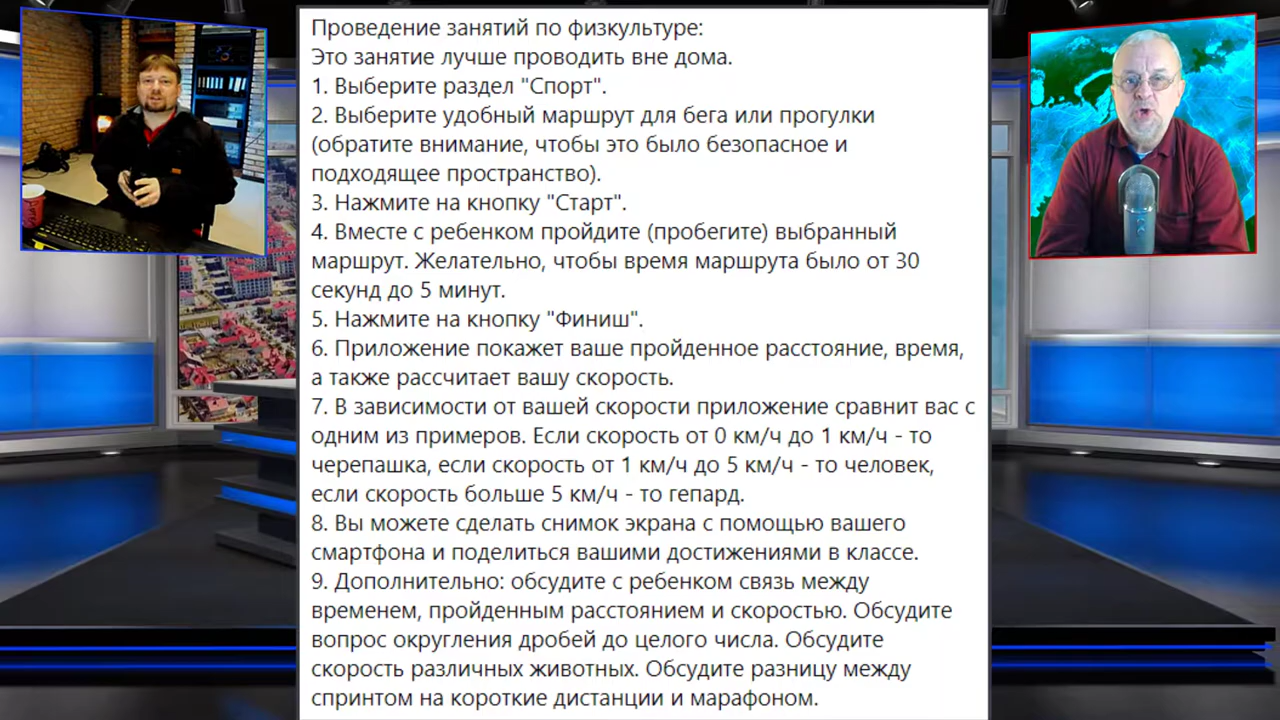 Проведение занятий по физкультуре:
Это занятие лучше проводить вне дома.
1. Выберите раздел "Спорт".
2. Выберите удобный маршрут для бега или прогулки
(обратите внимание, чтобы это было безопасное и
подходящее пространство).
3. Нажмите на кнопку "Старт".
4. Вместе с ребенком пройдите (пробегите) выбранный
маршрут. Желательно, чтобы время маршрута было от 30
секунд до 5 минут.
5. Нажмите на кнопку "Финиш".
6. Приложение покажет ваше пройденное расстояние, время,
а также рассчитает вашу скорость.
7. В зависимости от вашей скорости приложение сравнит вас с
одним из примеров. Если скорость от 0 км/ч до 1 км/ч - то
черепашка, если скорость от 1 км/ч до 5 км/ч - то человек,
если скорость больше 5 км/ч - то гепард.
8. Вы можете сделать снимок экрана с помощью вашего
смартфона и поделиться вашими достижениями в классе.
9. Дополнительно: обсудите с ребенком связь между
временем, пройденным расстоянием и скоростью. Обсудите
вопрос округления дробей до целого числа. Обсудите
скорость различных животных. Обсудите разницу между
спринтом на короткие дистанции и марафоном.